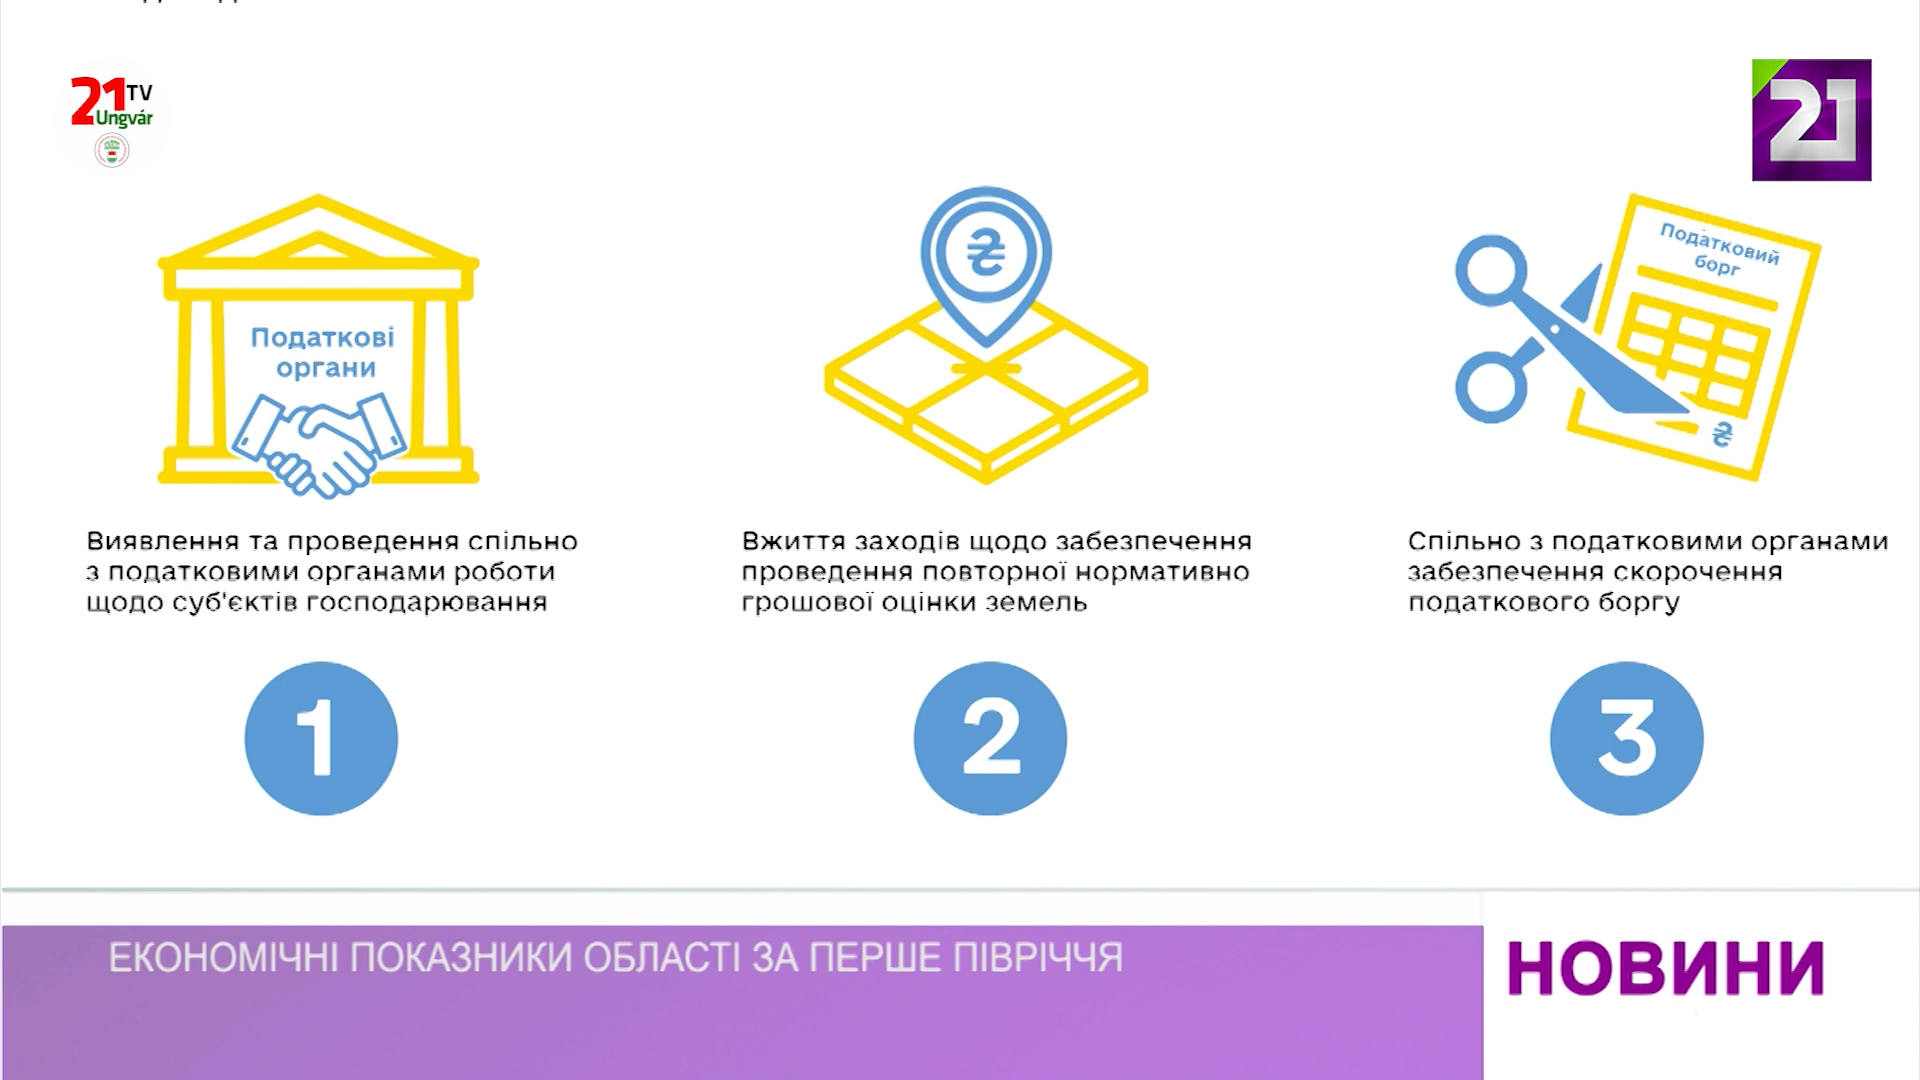 21 TV
Ungvár
21
Податкові
органи
₴
Податковий
борг
₴
Виявлення та проведення спільно
з податковими органами роботи
щодо суб'єктів господарювання
Вжиття заходів щодо забезпечення
проведення повторної нормативно
грошової оцінки земель
Спільно з податковими органами
забезпечення скорочення
податкового боргу
1
2
3
ЕКОНОМІЧНІ ПОКАЗНИКИ ОБЛАСТІ ЗА ПЕРШЕ ПІВРІЧЧЯ
НОВИНИ